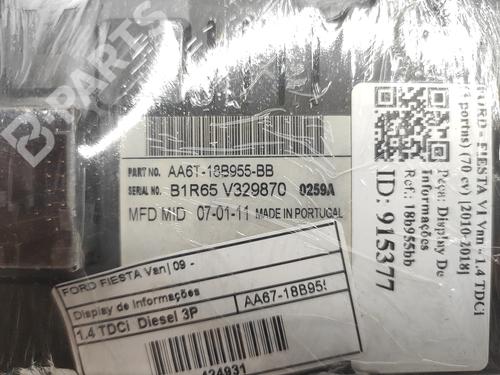 B PARTS
PART NO. AA6T-18B955-BB
SERIAL NO. B1R65 V329870 0259A
MFD MID 07-01-11 MADE IN PORTUGAL
FORD FIESTA Van| 09 -
Display de Informações
1.4 TDCi Diesel 3P
AA67-18B955
424931
FORD - FIESTA VI Van - 1.4 TDCi
portas) (70 cv) [2010-2018]
Peça: Display De
Informações
Ref.: 18b955bb
ID: 915377